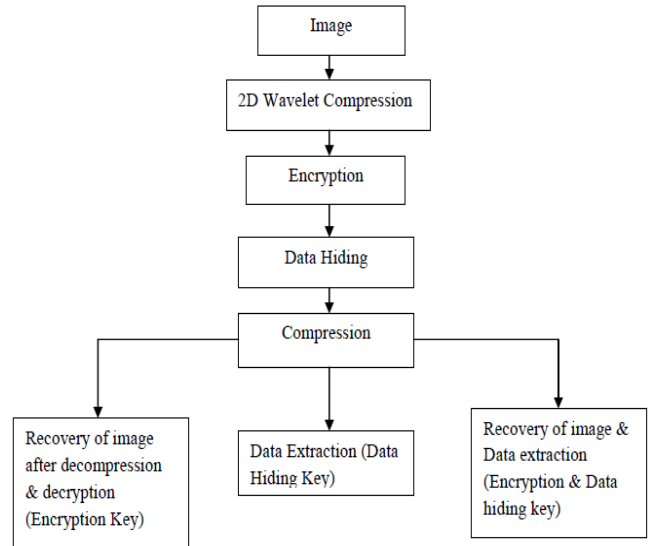 Image
2D Wavelet Compression
Encryption
Data Hiding
Compression
Recovery of image
after decompression
& decryption
(Encryption Key)
Data Extraction (Data
Hiding Key)
Recovery of image &
Data extraction
(Encryption & Data
hiding key)